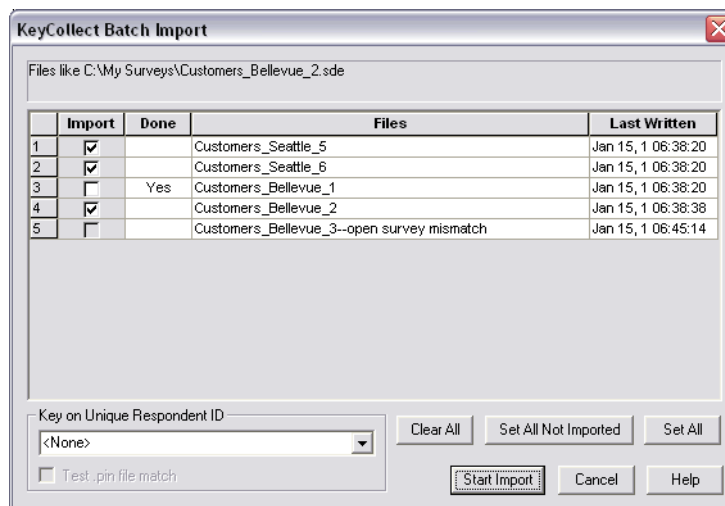 KeyCollect Batch Import
Files like C:\My Surveys\Customers_Bellevue_2.sde
Import Done Files Last Written
1 Customers_Seattle_5 Jan 15, 1 06:38:20
2 Customers_Seattle_6 Jan 15, 1 06:38:20
3 Yes Customers_Bellevue_1 Jan 15, 1 06:38:20
4 Customers_Bellevue_2 Jan 15, 1 06:38:38
5 Customers_Bellevue_3--open survey mismatch Jan 15, 1 06:45:14
Key on Unique Respondent ID
<None>
Test .pin file match
Clear All Set All Not Imported Set All
Start Import Cancel Help